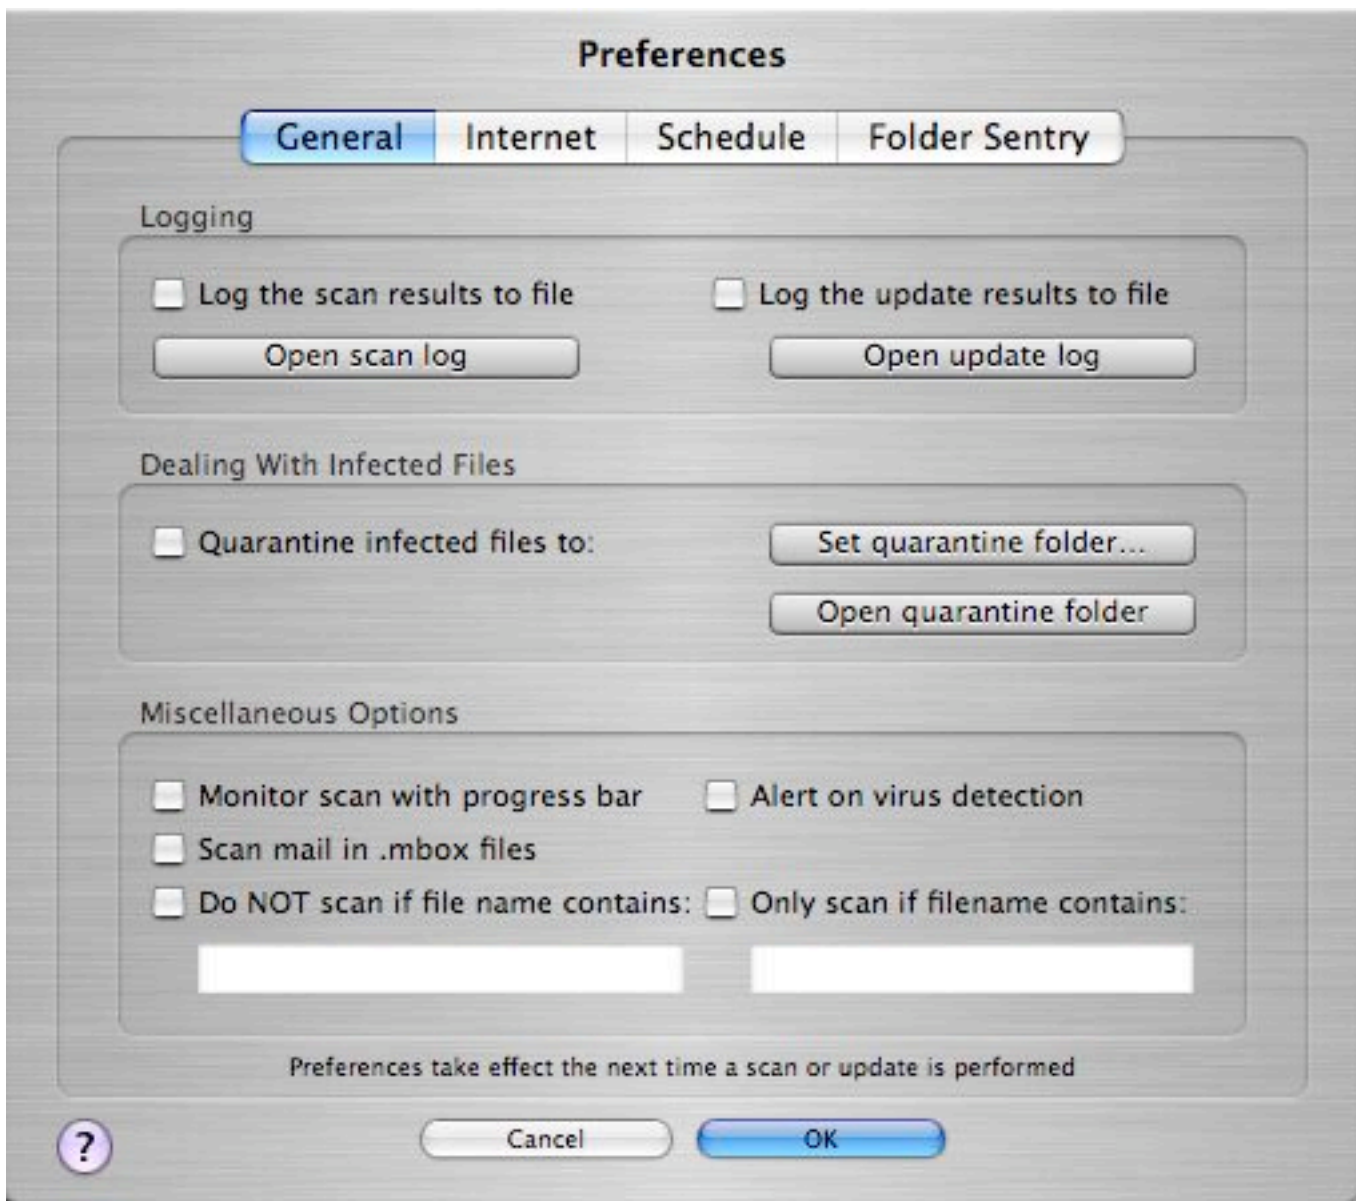 Preferences
General Internet Schedule Folder Sentry
Logging
Log the scan results to file Log the update results to file
Open scan log Open update log
Dealing With Infected Files
Quarantine infected files to: Set quarantine folder...
Open quarantine folder
Miscellaneous Options
Monitor scan with progress bar Alert on virus detection
Scan mail in .mbox files
Do NOT scan if file name contains: Only scan if filename contains:
Preferences take effect the next time a scan or update is performed
? Cancel OK